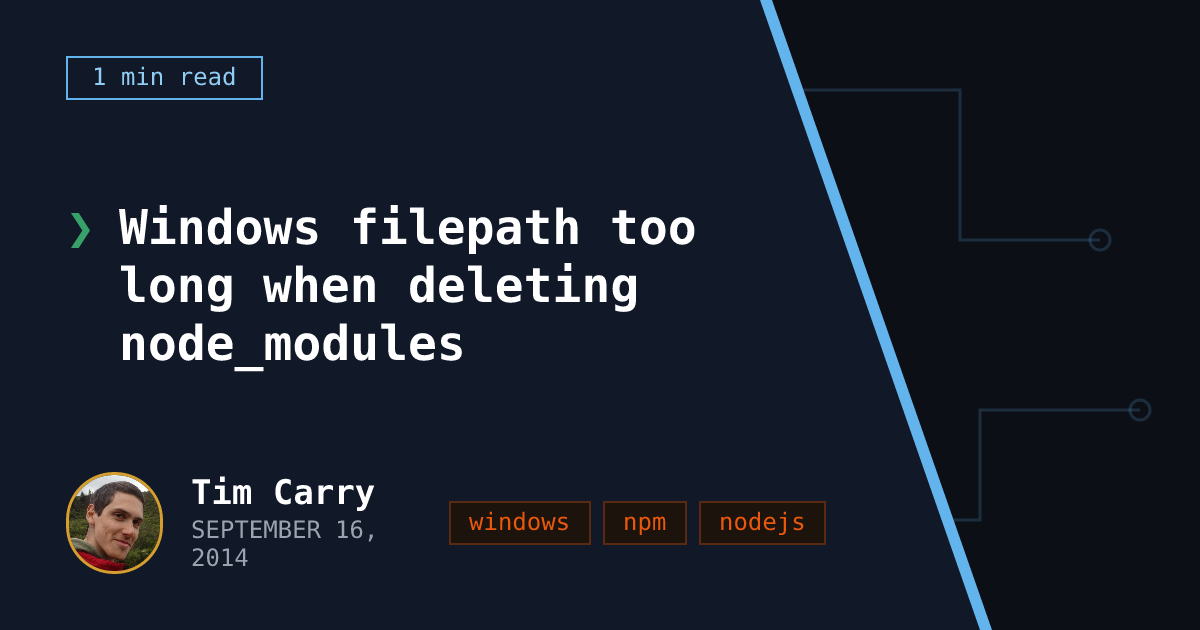 1 min read
❯ Windows filepath too
long when deleting
node_modules
Tim Carry
SEPTEMBER 16,
2014
windows npm nodejs